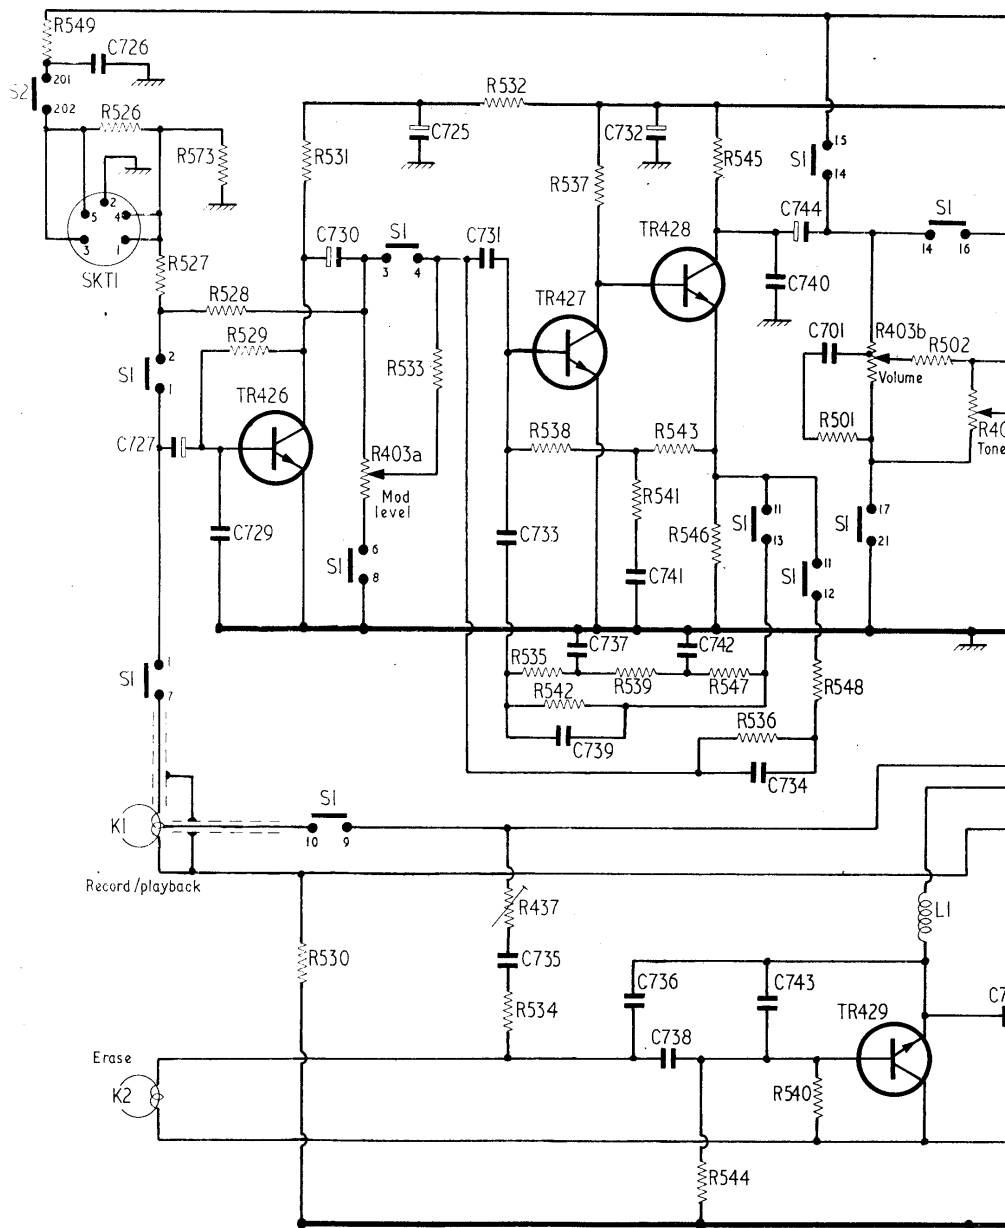 R549
C726
S2
201
202
R526
R573
R532
C725
R531
C732
R537
R545
S1
15
14
5
2
4
3
1
SKT1
R527
C730
S1
3
4
C731
TR428
C744
S1
14
16
C740
R528
R529
TR427
C701
R403b
R502
Volume
2
S1
1
TR426
R533
C727
R403a
Mod
level
R538
R543
R501
R40
Tone
C729
R541
C733
R546
S1
11
13
S1
17
21
S1
6
8
C741
S1
11
12
S1
1
7
C737
C742
R535
R539
R547
R548
R542
C739
R536
C734
K1
S1
10
9
Record/playback
R437
L1
R530
C735
R534
C736
C743
TR429
C7
C738
Erase
K2
R540
R544